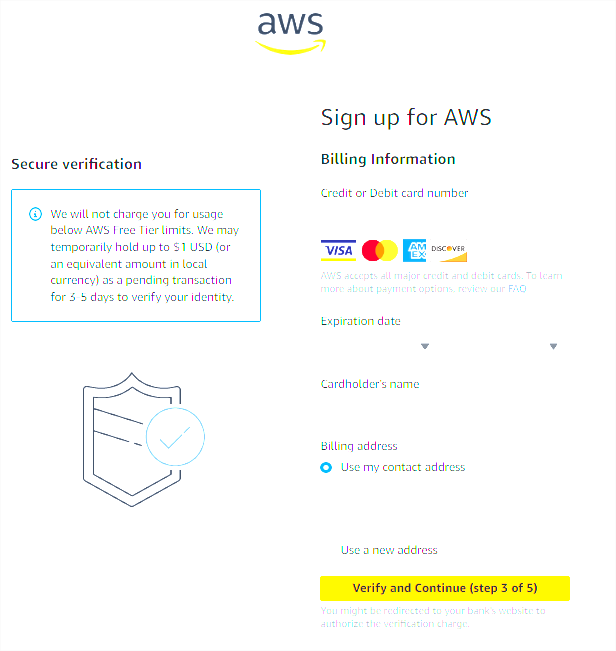 aws
Sign up for AWS
Secure verification
We will not charge you for usage
below AWS Free Tier limits. We may
temporarily hold up to $1 USD (or
an equivalent amount in local
currency) as a pending transaction
for 3-5 days to verify your identity.
Billing Information
Credit or Debit card number
VISA AM EX DISCOVER
AWS accepts all major credit and debit cards. To learn
more about payment options, review our FAQ
Expiration date
Cardholder's name
Billing address
Use my contact address
Use a new address
Verify and Continue (step 3 of 5)
You might be redirected to your bank's website to
authorize the verification charge.